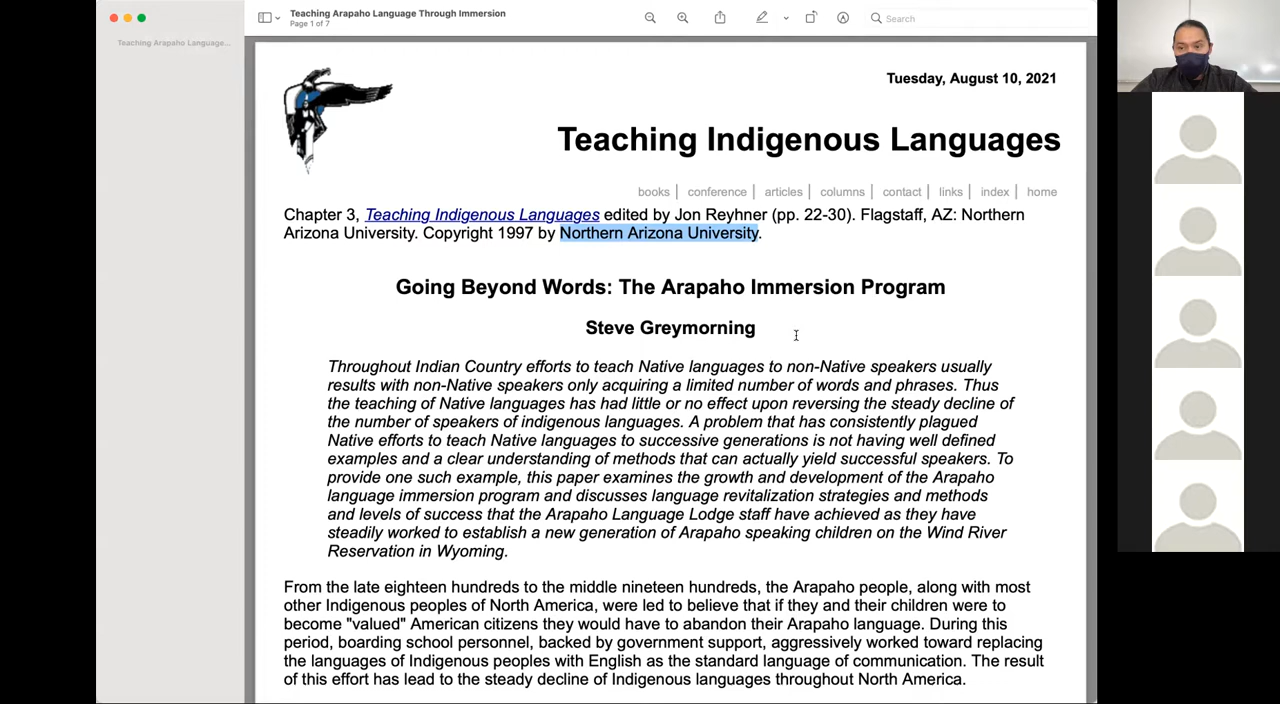 Teaching Arapaho Language Through Immersion
Page 1 of 7
Search
Teaching Arapaho Language...
Tuesday, August 10, 2021
Teaching Indigenous Languages
books | conference | articles | columns | contact | links | index | home
Chapter 3, Teaching Indigenous Languages edited by Jon Reyhner (pp. 22-30). Flagstaff, AZ: Northern
Arizona University. Copyright 1997 by Northern Arizona University.
Going Beyond Words: The Arapaho Immersion Program
Steve Greymorning
Throughout Indian Country efforts to teach Native languages to non-Native speakers usually
results with non-Native speakers only acquiring a limited number of words and phrases. Thus
the teaching of Native languages has had little or no effect upon reversing the steady decline of
the number of speakers of indigenous languages. A problem that has consistently plagued
Native efforts to teach Native languages to successive generations is not having well defined
examples and a clear understanding of methods that can actually yield successful speakers. To
provide one such example, this paper examines the growth and development of the Arapaho
language immersion program and discusses language revitalization strategies and methods
and levels of success that the Arapaho Language Lodge staff have achieved as they have
steadily worked to establish a new generation of Arapaho speaking children on the Wind River
Reservation in Wyoming.
From the late eighteen hundreds to the middle nineteen hundreds, the Arapaho people, along with most
other Indigenous peoples of North America, were led to believe that if they and their children were to
become "valued" American citizens they would have to abandon their Arapaho language. During this
period, boarding school personnel, backed by government support, aggressively worked toward replacing
the languages of Indigenous peoples with English as the standard language of communication. The result
of this effort has lead to the steady decline of Indigenous languages throughout North America.